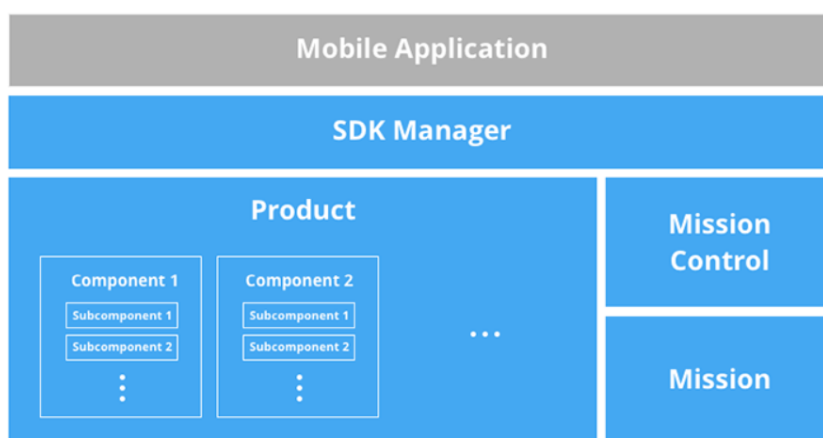 Mobile Application
SDK Manager
Product
Component 1
Subcomponent 1
Subcomponent 2
Component 2
Subcomponent 1
Subcomponent 2
...
Mission
Control
Mission